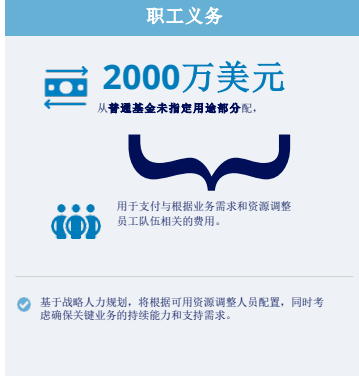 职工义务
2000万美元
从普通基金未指定用途部分配，
用于支付与根据业务需求和资源调整
员工队伍相关的费用。
基于战略人力规划，将根据可用资源调整人员配置，同时考
虑确保关键业务的持续能力和支持需求。